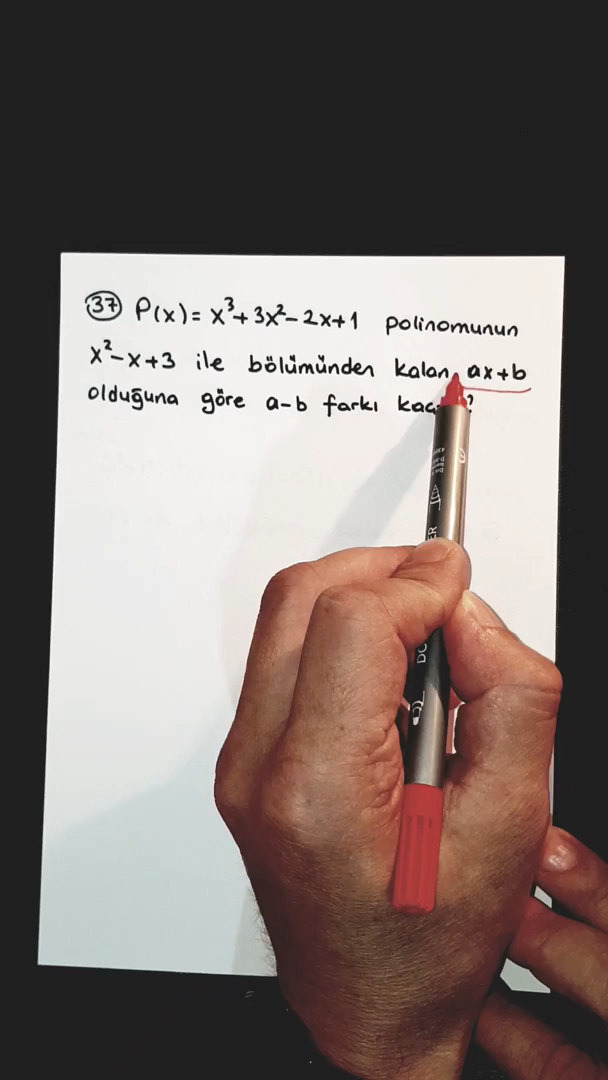 37 P(x) = x³+3x²-2x+1 polinomunun
x²-x+3 ile bölümünden kalan ax+b
olduğuna göre a-b farkı ?